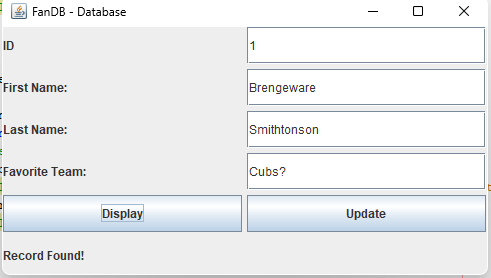 FanDB - Database
ID 1
First Name: Brengeware
Last Name: Smithtonson
Favorite Team: Cubs?
Display Update
Record Found!